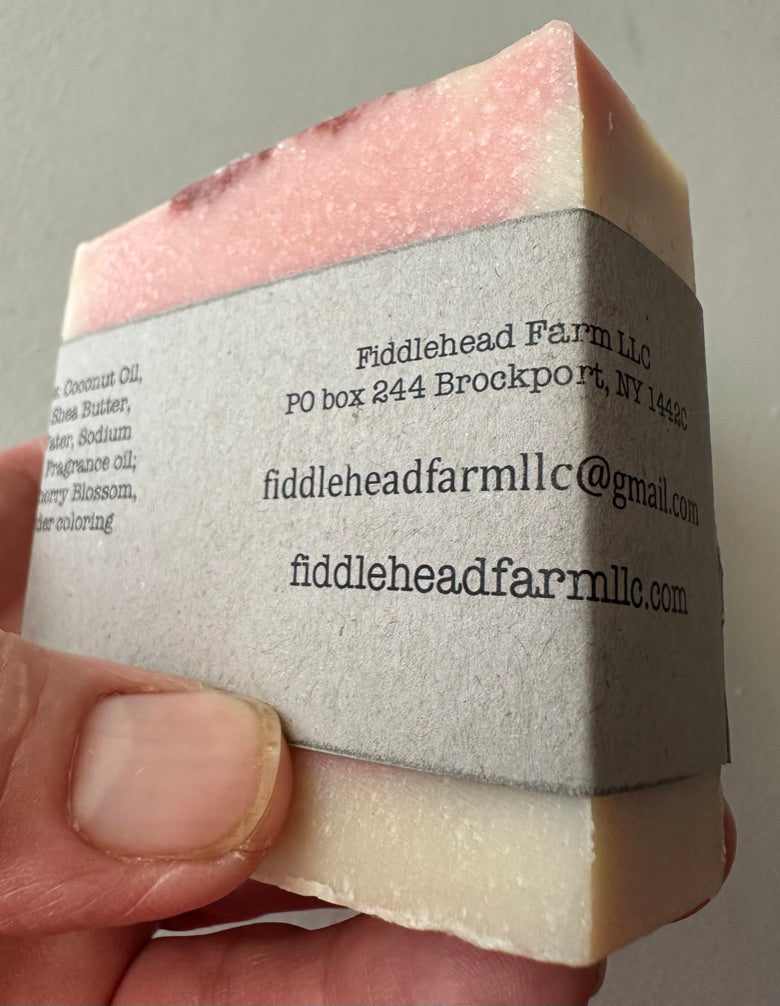 Coconut Oil,
Shea Butter,
Sodium
Fragrance oil;
Blossom,
coloring
Fiddlehead Farm LLC
PO box 244 Brockport, NY 14420
fiddleheadfarmllc@gmail.com
fiddleheadfarmllc.com